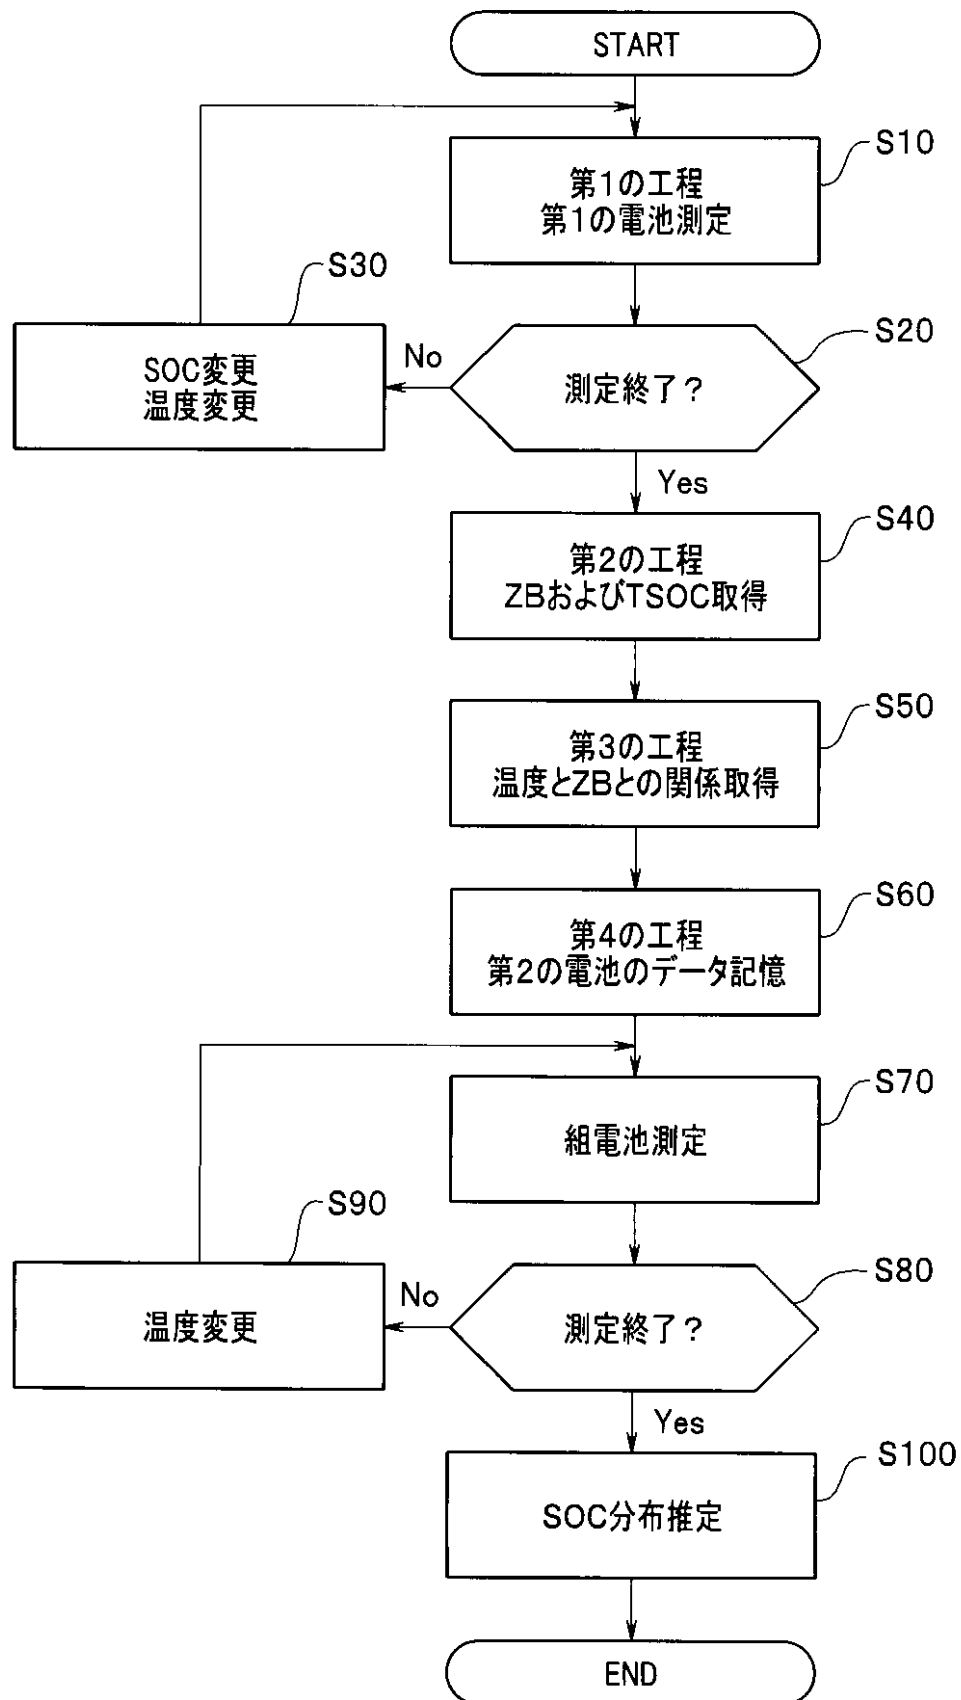 START
S10
第1の工程
第1の電池測定
S30
SOC変更
温度変更
No
S20
測定終了？
Yes
S40
第2の工程
ZBおよびTSOC取得
S50
第3の工程
温度とZBとの関係取得
S60
第4の工程
第2の電池のデータ記憶
S70
組電池測定
S90
温度変更
No
S80
測定終了？
Yes
S100
SOC分布推定
END